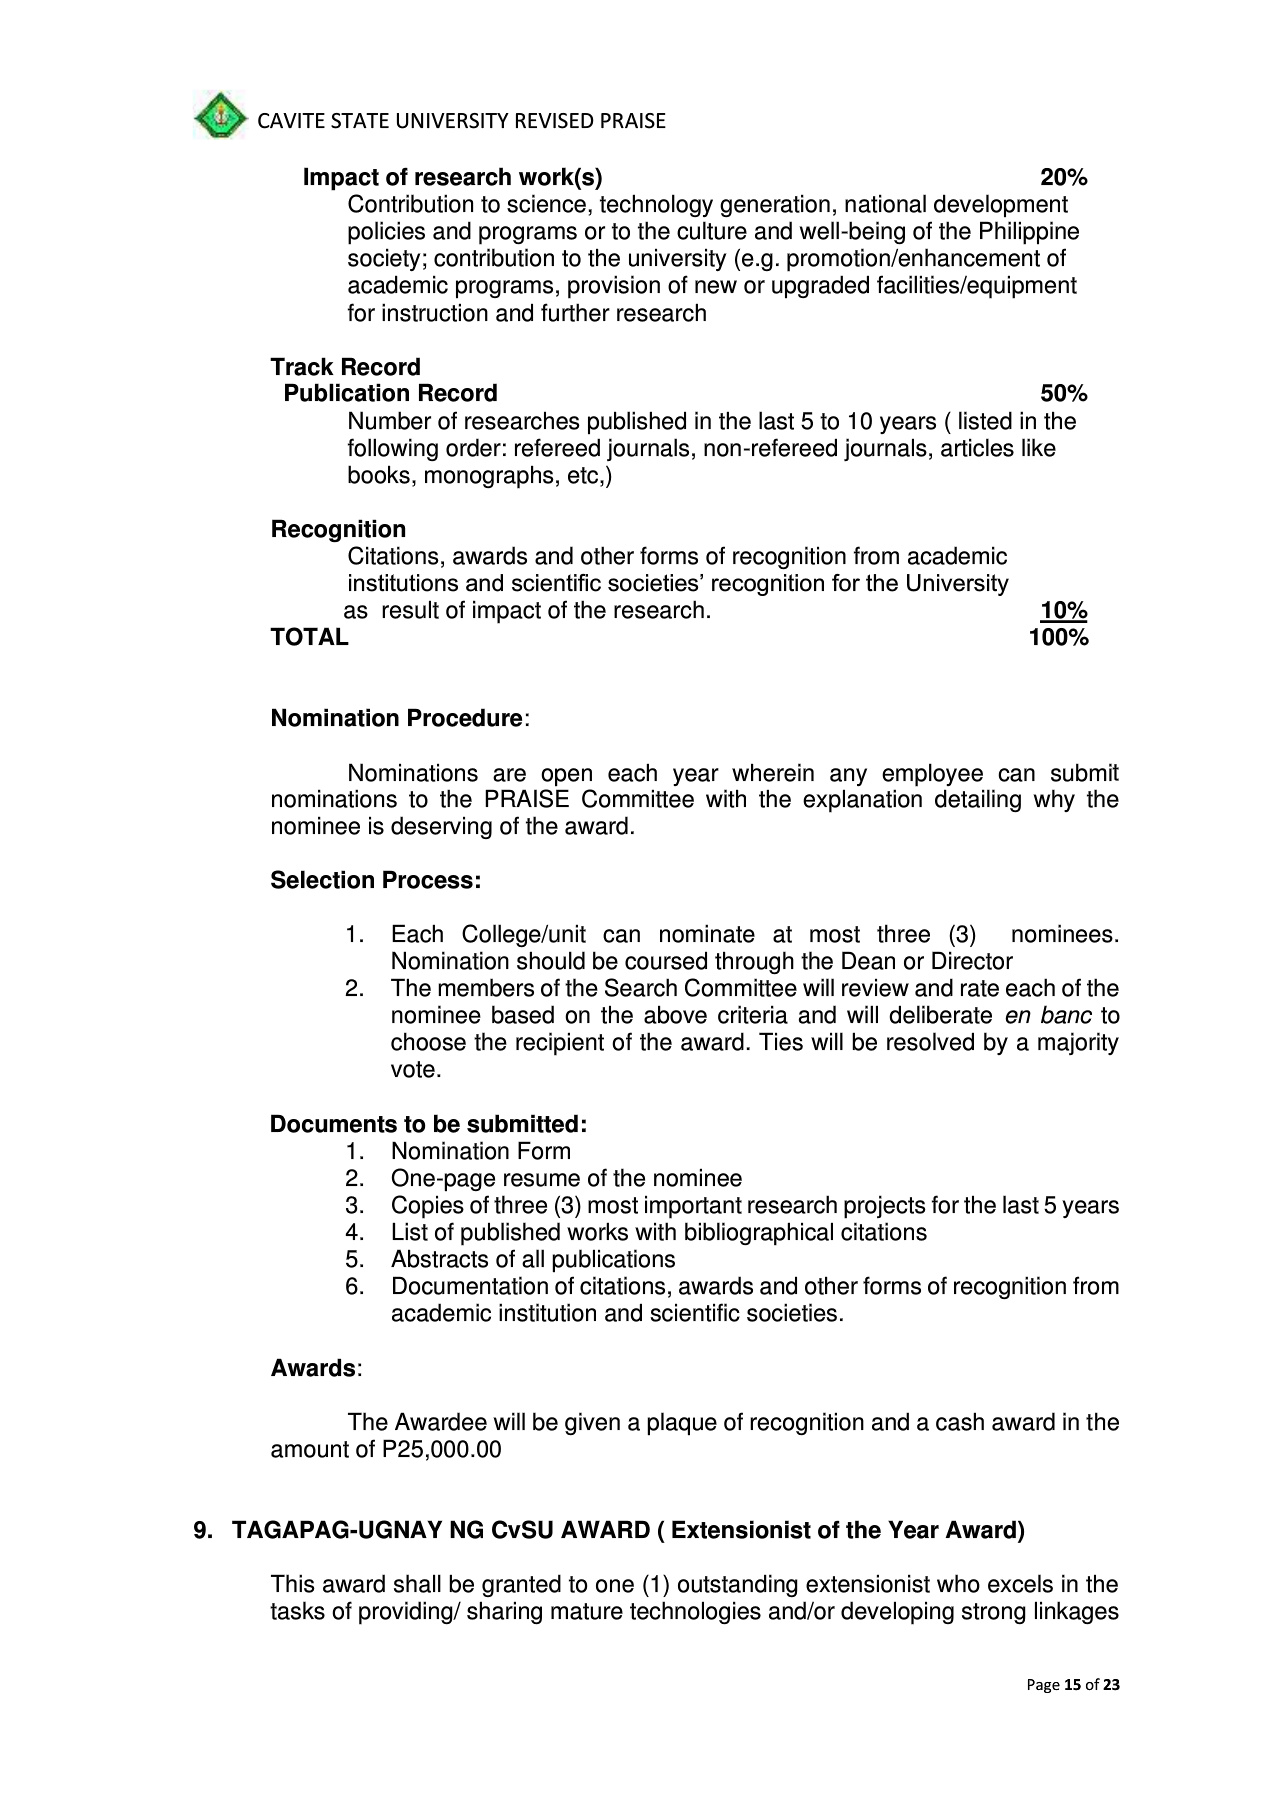 CAVITE STATE UNIVERSITY REVISED PRAISE
Impact of research work(s) 20%
Contribution to science, technology generation, national development
policies and programs or to the culture and well-being of the Philippine
society; contribution to the university (e.g. promotion/enhancement of
academic programs, provision of new or upgraded facilities/equipment
for instruction and further research
Track Record
Publication Record 50%
Number of researches published in the last 5 to 10 years ( listed in the
following order: refereed journals, non-refereed journals, articles like
books, monographs, etc,)
Recognition
Citations, awards and other forms of recognition from academic
institutions and scientific societies’ recognition for the University
as result of impact of the research. 10%
TOTAL 100%
Nomination Procedure:
Nominations are open each year wherein any employee can submit
nominations to the PRAISE Committee with the explanation detailing why the
nominee is deserving of the award.
Selection Process:
1. Each College/unit can nominate at most three (3) nominees.
Nomination should be coursed through the Dean or Director
2. The members of the Search Committee will review and rate each of the
nominee based on the above criteria and will deliberate en banc to
choose the recipient of the award. Ties will be resolved by a majority
vote.
Documents to be submitted:
1. Nomination Form
2. One-page resume of the nominee
3. Copies of three (3) most important research projects for the last 5 years
4. List of published works with bibliographical citations
5. Abstracts of all publications
6. Documentation of citations, awards and other forms of recognition from
academic institution and scientific societies.
Awards:
The Awardee will be given a plaque of recognition and a cash award in the
amount of P25,000.00
9. TAGAPAG-UGNAY NG CvSU AWARD ( Extensionist of the Year Award)
This award shall be granted to one (1) outstanding extensionist who excels in the
tasks of providing/ sharing mature technologies and/or developing strong linkages
Page 15 of 23